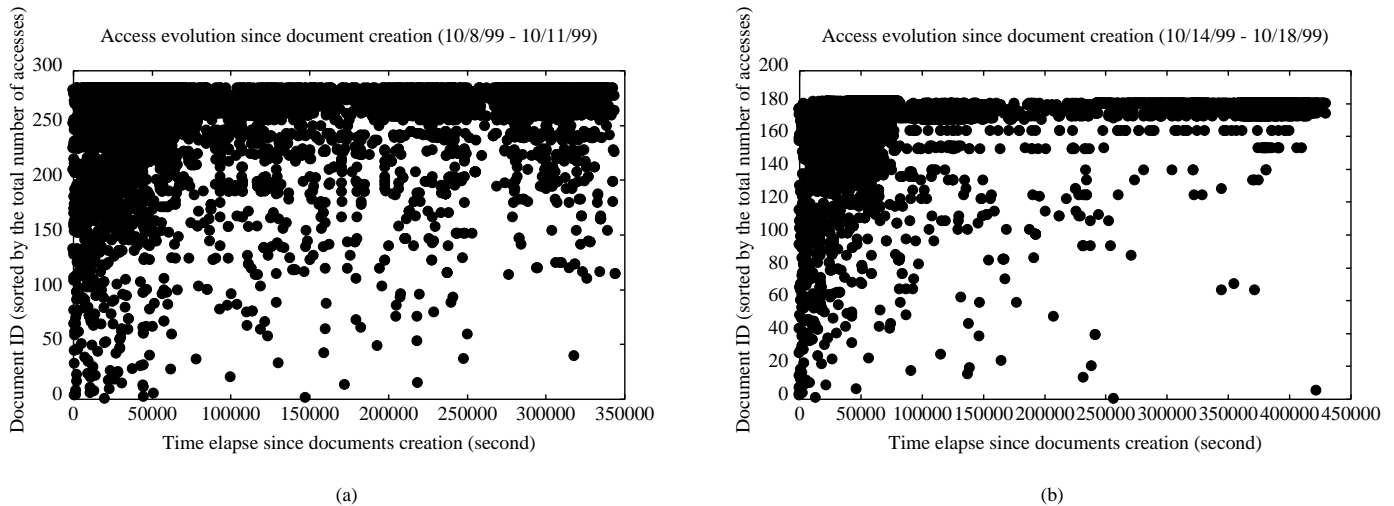 Access evolution since document creation (10/8/99 - 10/11/99)
Document ID (sorted by the total number of accesses)
300
250
200
150
100
50
0
0 50000 100000 150000 200000 250000 300000 350000
Time elapse since documents creation (second)
(a)
Access evolution since document creation (10/14/99 - 10/18/99)
Document ID (sorted by the total number of accesses)
200
180
160
140
120
100
80
60
40
20
0
0 50000 100000 150000 200000 250000 300000 350000 400000 450000
Time elapse since documents creation (second)
(b)